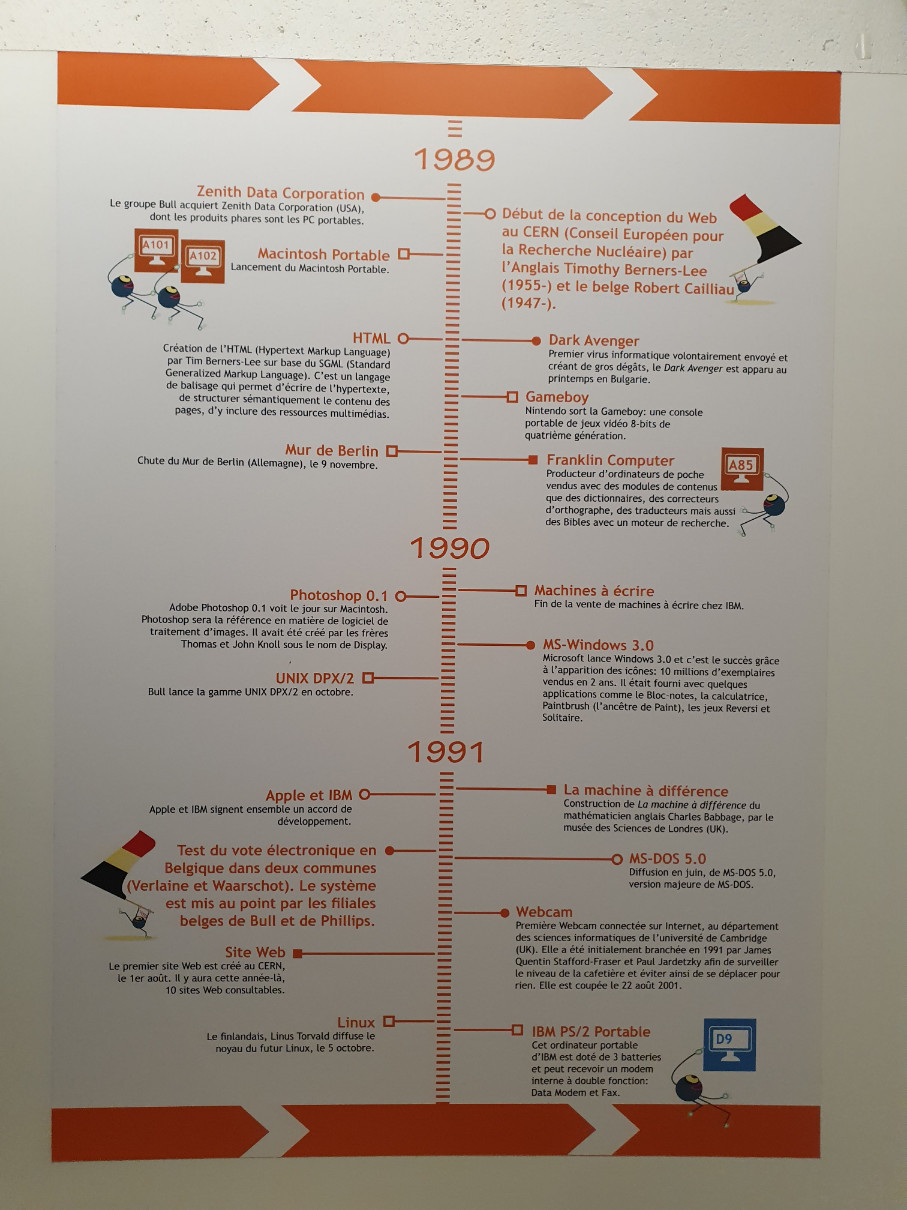 1989
Zenith Data Corporation
Le groupe Bull acquiert Zenith Data Corporation (USA),
dont les produits phares sont les PC portables.
Début de la conception du Web
au CERN (Conseil Européen pour
la Recherche Nucléaire) par
l'Anglais Timothy Berners-Lee
(1955-) et le belge Robert Cailliau
(1947-).
A101
A102
Macintosh Portable
Lancement du Macintosh Portable.
HTML
Création de l'HTML (Hypertext Markup Language)
par Tim Berners-Lee sur base du SGML (Standard
Generalized Markup Language). C'est un langage
de balisage qui permet d'écrire de l'hypertexte,
de structurer sémantiquement le contenu des
pages, d'y inclure des ressources multimédias.
Dark Avenger
Premier virus informatique volontairement envoyé et
créant de gros dégâts, le Dark Avenger est apparu au
printemps en Bulgarie.
Gameboy
Nintendo sort la Gameboy: une console
portable de jeux vidéo 8-bits de
quatrième génération.
Mur de Berlin
Chute du Mur de Berlin (Allemagne), le 9 novembre.
Franklin Computer
Producteur d'ordinateurs de poche
vendus avec des modules de contenus
que des dictionnaires, des correcteurs
d'orthographe, des traducteurs mais aussi
des Bibles avec un moteur de recherche.
A85
1990
Photoshop 0.1
Adobe Photoshop 0.1 voit le jour sur Macintosh.
Photoshop sera la référence en matière de logiciel de
traitement d'images. Il avait été créé par les frères
Thomas et John Knoll sous le nom de Display.
Machines à écrire
Fin de la vente de machines à écrire chez IBM.
MS-Windows 3.0
Microsoft lance Windows 3.0 et c'est le succès grâce
à l'apparition des icônes: 10 millions d'exemplaires
vendus en 2 ans. Il était fourni avec quelques
applications comme le Bloc-notes, la calculatrice,
Paintbrush (l'ancêtre de Paint), les jeux Reversi et
Solitaire.
UNIX DPX/2
Bull lance la gamme UNIX DPX/2 en octobre.
1991
Apple et IBM
Apple et IBM signent ensemble un accord de
développement.
La machine à différence
Construction de La machine à différence du
mathématicien anglais Charles Babbage, par le
musée des Sciences de Londres (UK).
Test du vote électronique en
Belgique dans deux communes
(Verlaine et Waarschot). Le système
est mis au point par les filiales
belges de Bull et de Phillips.
MS-DOS 5.0
Diffusion en juin, de MS-DOS 5.0,
version majeure de MS-DOS.
Webcam
Première Webcam connectée sur Internet, au département
des sciences informatiques de l'université de Cambridge
(UK). Elle a été initialement branchée en 1991 par James
Quentin Stafford-Fraser et Paul Jardetzky afin de surveiller
le niveau de la cafetière et éviter ainsi de se déplacer pour
rien. Elle est coupée le 22 août 2001.
Site Web
Le premier site Web est créé au CERN,
le 1er août. Il y aura cette année-là,
10 sites Web consultables.
Linux
Le finlandais, Linus Torvald diffuse le
noyau du futur Linux, le 5 octobre.
IBM PS/2 Portable
Cet ordinateur portable
d'IBM est doté de 3 batteries
et peut recevoir un modem
interne à double fonction:
Data Modem et Fax.
D9